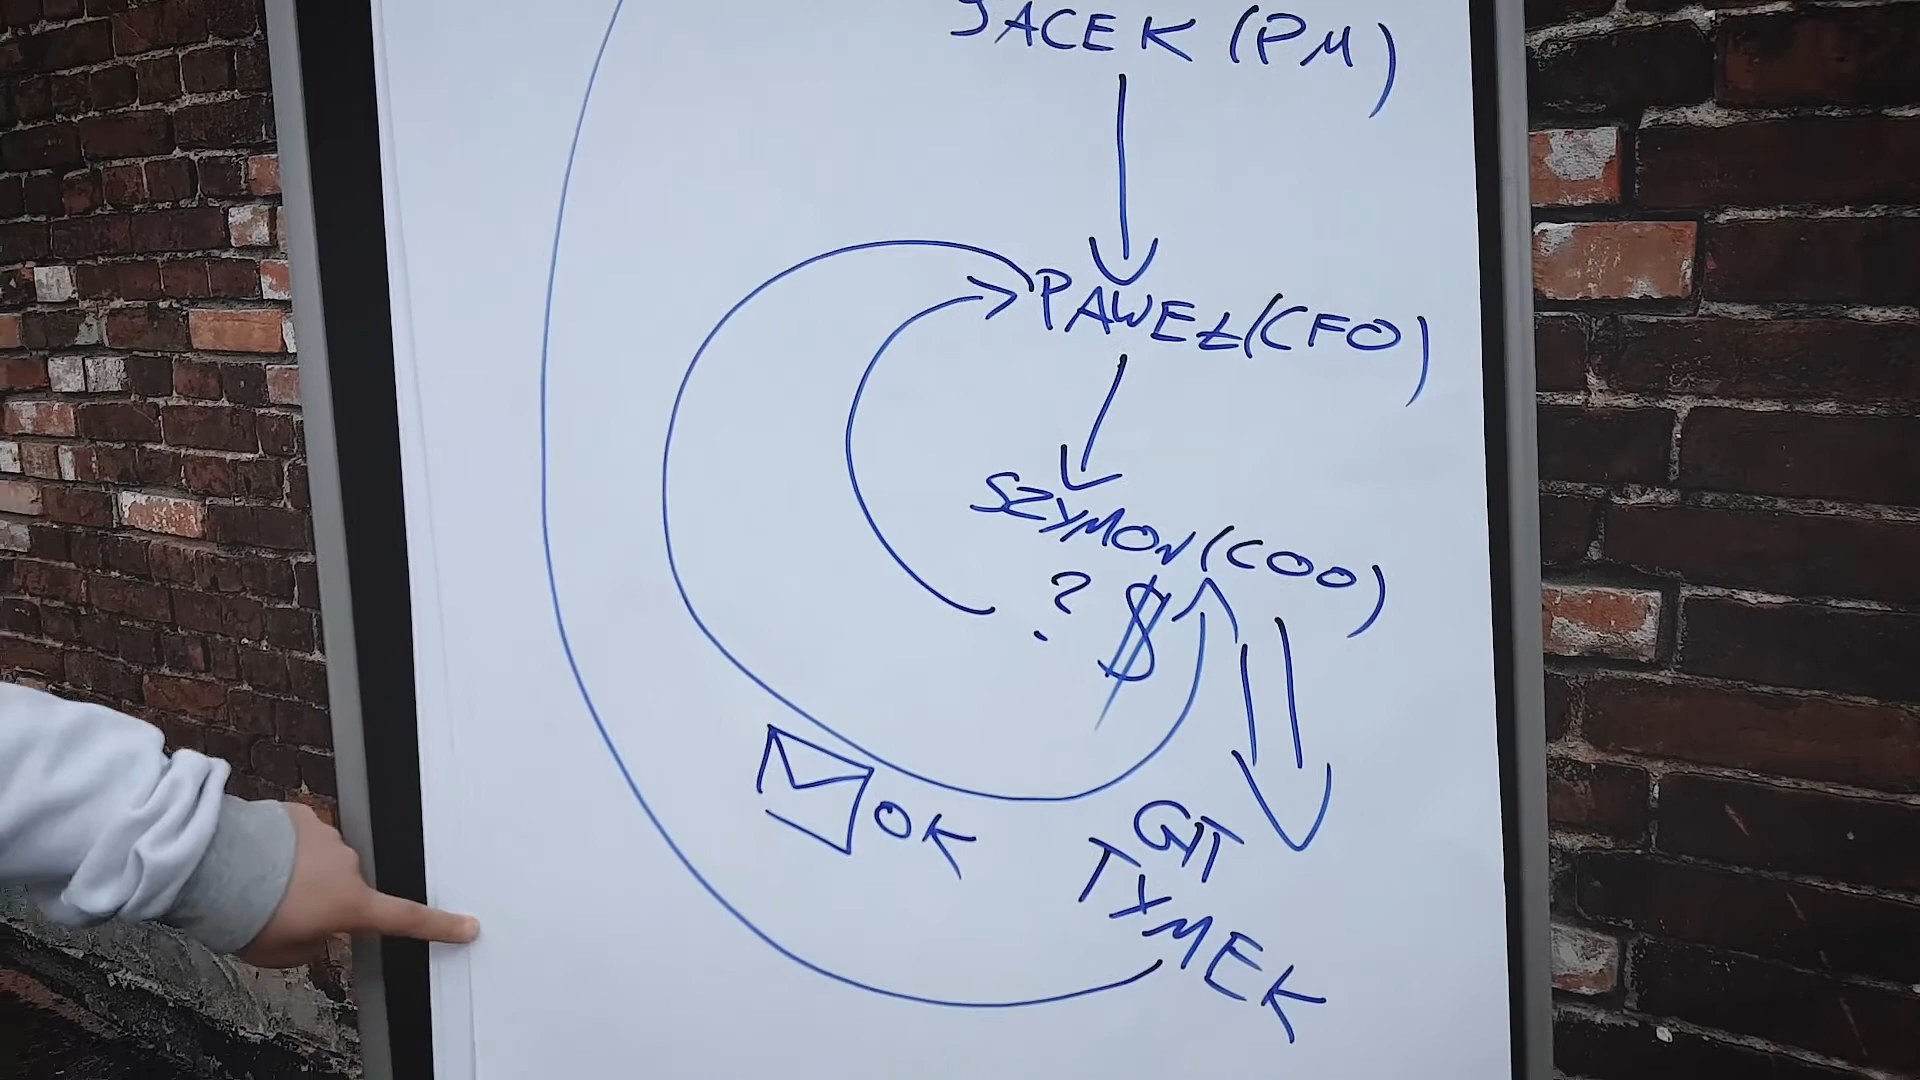 JACEK (PM)
PAWEŁ (CFO)
SZYMON (COO)
? $
OK
GIT
TYMEK